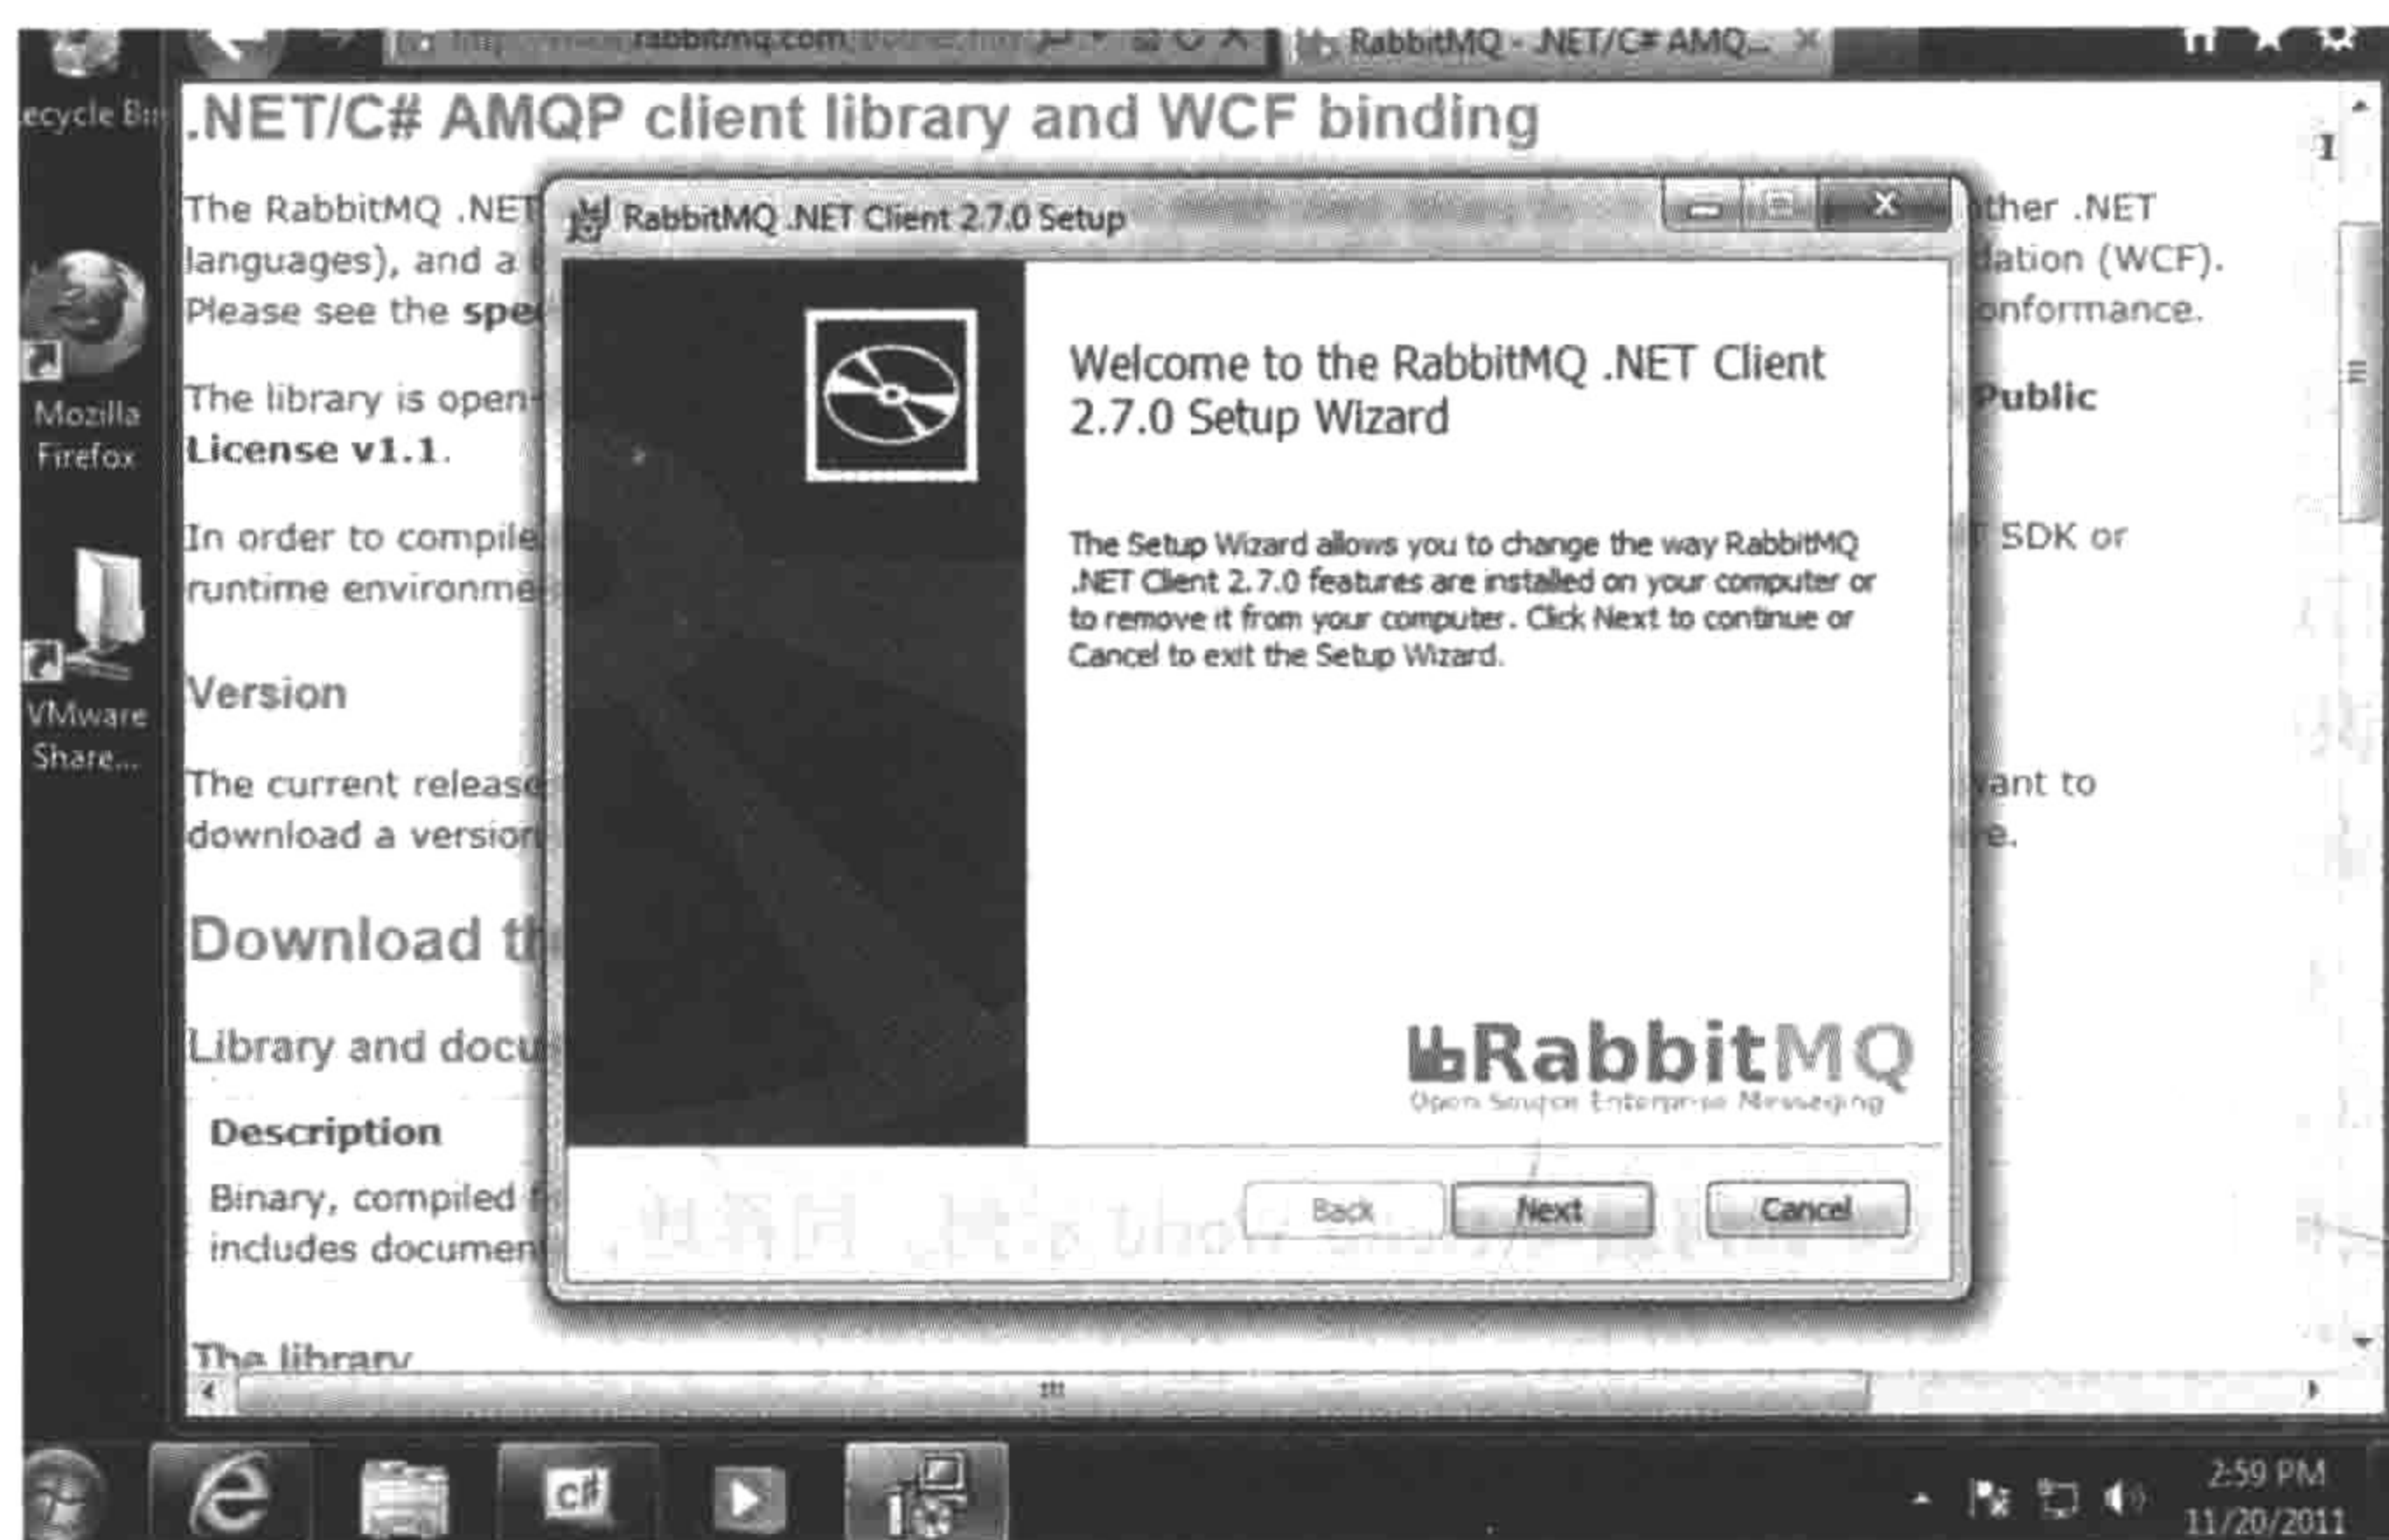 rabbitmq.com
RabbitMQ - .NET/C# AMQ...
ecycle Bin
.NET/C# AMQP client library and WCF binding
The RabbitMQ .NET
ther .NET
languages), and a
dation (WCF).
Please see the spe
onformance.
The library is open-
Public
License v1.1.
In order to compile
SDK or
runtime environme
Version
The current release
want to
download a version
e.
Download th
Library and docu
Description
Binary, compiled
includes documen
The library
RabbitMQ .NET Client 2.7.0 Setup
Welcome to the RabbitMQ .NET Client
2.7.0 Setup Wizard
The Setup Wizard allows you to change the way RabbitMQ
.NET Client 2.7.0 features are installed on your computer or
to remove it from your computer. Click Next to continue or
Cancel to exit the Setup Wizard.
RabbitMQ
Open Source Enterprise Messaging
Back
Next
Cancel
Mozilla
Firefox
VMware
Share...
C#
2:59 PM
11/20/2011